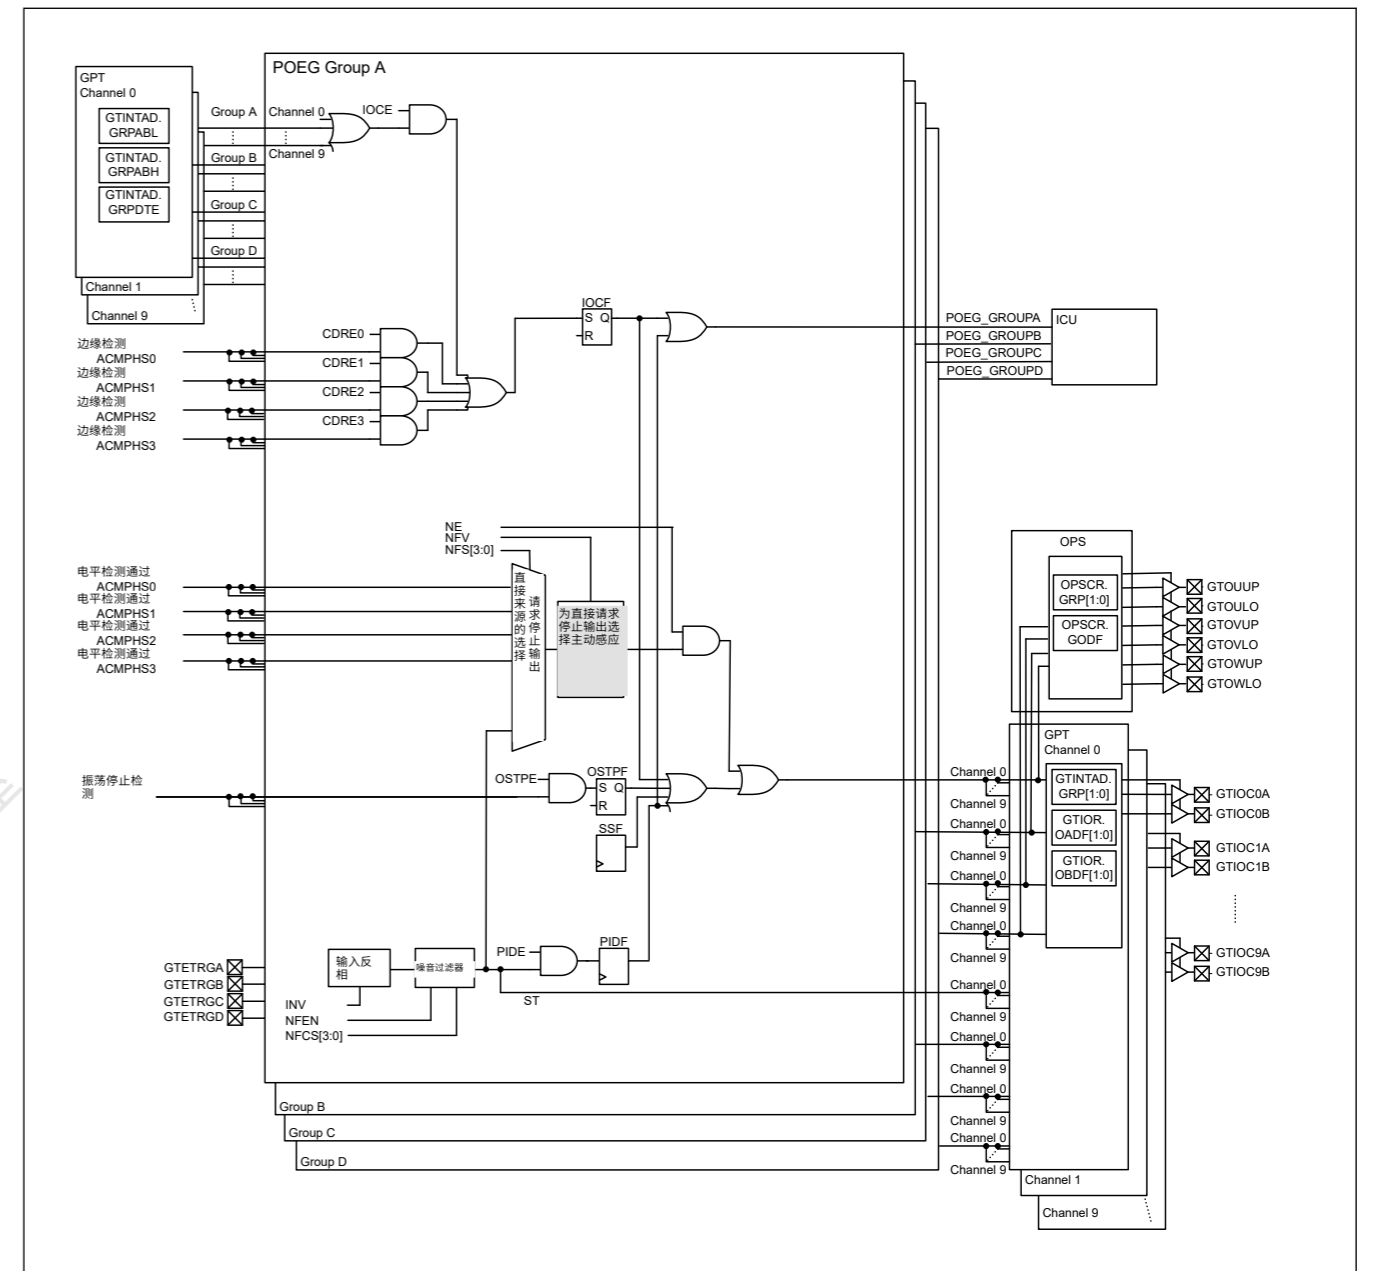 POEG Group A
GPT
Channel 0
GTINTAD.
GRPABL
GTINTAD.
GRPABH
GTINTAD.
GRPDTE
Channel 1
Channel 9
Group A
Group B
Group C
Group D
Channel 0
Channel 9
IOCE
IOCF
S Q
R
CDRE0
CDRE1
CDRE2
CDRE3
边缘检测
ACMPHS0
边缘检测
ACMPHS1
边缘检测
ACMPHS2
边缘检测
ACMPHS3
POEG_GROUPA
POEG_GROUPB
POEG_GROUPC
POEG_GROUPD
ICU
NE
NFV
NFS[3:0]
电平检测通过
ACMPHS0
电平检测通过
ACMPHS1
电平检测通过
ACMPHS2
电平检测通过
ACMPHS3
直接来源的选择
请求停止输出
为直接请求
停止输出选
择主动感应
OPS
OPSCR.
GRP[1:0]
OPSCR.
GODF
GTOUUP
GTOULO
GTOVUP
GTOVLO
GTOWUP
GTOWLO
振荡停止检
测
OSTPE
OSTPF
S Q
R
SSF
PIDE
PIDF
输入反
相
噪音过滤器
ST
GTETRGA
GTETRGB
GTETRGC
GTETRGD
INV
NFEN
NFCS[3:0]
Channel 0
Channel 9
Channel 0
Channel 9
Channel 0
Channel 9
Channel 0
Channel 9
Channel 0
Channel 9
Channel 0
Channel 9
Channel 0
Channel 9
Channel 0
Channel 9
GPT
Channel 0
GTINTAD.
GRP[1:0]
GTIOR.
OADF[1:0]
GTIOR.
OBDF[1:0]
Channel 1
Channel 9
GTIOC0A
GTIOC0B
GTIOC1A
GTIOC1B
GTIOC9A
GTIOC9B
Group B
Group C
Group D